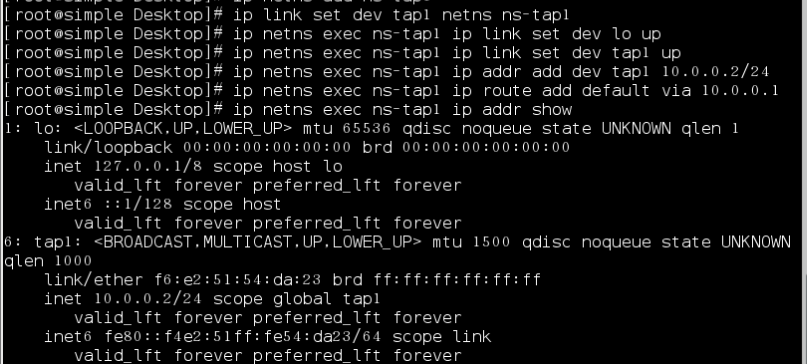 [root@simple Desktop]# ip link set dev tap1 netns ns-tap1
[root@simple Desktop]# ip netns exec ns-tap1 ip link set dev lo up
[root@simple Desktop]# ip netns exec ns-tap1 ip link set dev tap1 up
[root@simple Desktop]# ip netns exec ns-tap1 ip addr add dev tap1 10.0.0.2/24
[root@simple Desktop]# ip netns exec ns-tap1 ip route add default via 10.0.0.1
[root@simple Desktop]# ip netns exec ns-tap1 ip addr show
1: lo: <LOOPBACK,UP,LOWER_UP> mtu 65536 qdisc noqueue state UNKNOWN qlen 1
link/loopback 00:00:00:00:00:00 brd 00:00:00:00:00:00
inet 127.0.0.1/8 scope host lo
valid_lft forever preferred_lft forever
inet6 ::1/128 scope host
valid_lft forever preferred_lft forever
6: tap1: <BROADCAST,MULTICAST,UP,LOWER_UP> mtu 1500 qdisc noqueue state UNKNOWN
qlen 1000
link/ether f6:e2:51:54:da:23 brd ff:ff:ff:ff:ff:ff
inet 10.0.0.2/24 scope global tap1
valid_lft forever preferred_lft forever
inet6 fe80::f4e2:51ff:fe54:da23/64 scope link
valid_lft forever preferred_lft forever